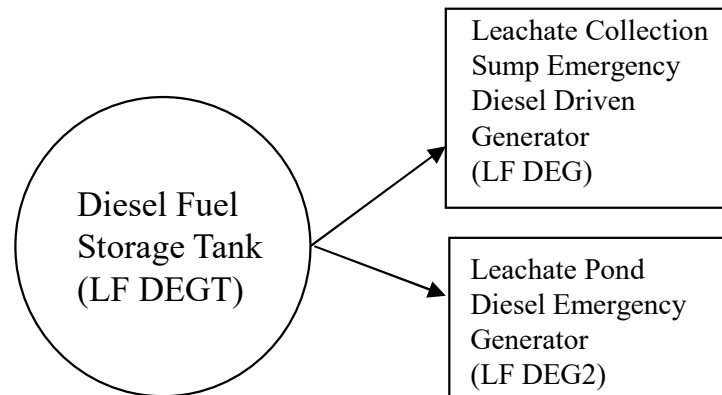 Diesel Fuel
Storage Tank
(LF DEGT)
Leachate Collection
Sump Emergency
Diesel Driven
Generator
(LF DEG)
Leachate Pond
Diesel Emergency
Generator
(LF DEG2)